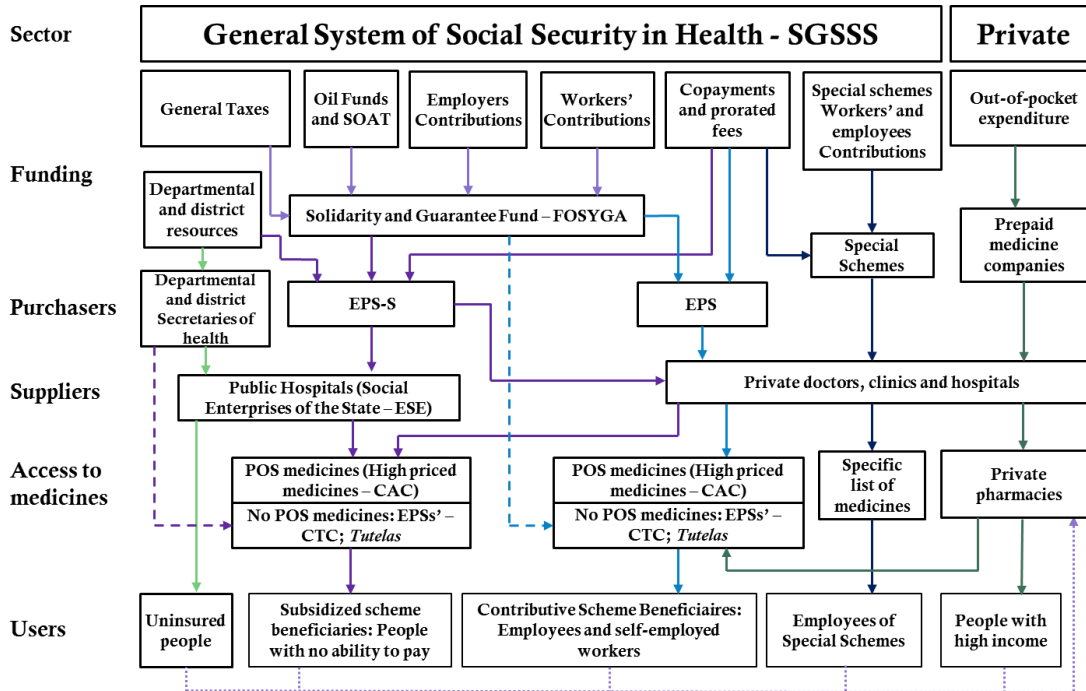 Sector
General System of Social Security in Health - SGSSS
Private
General Taxes
Oil Funds
and SOAT
Employers
Contributions
Workers'
Contributions
Copayments
and prorated
fees
Special schemes
Workers' and
employees
Contributions
Out-of-pocket
expenditure
Funding
Departmental
and district
resources
Solidarity and Guarantee Fund – FOSYGA
Special
Schemes
Prepaid
medicine
companies
Purchasers
Departmental
and district
Secretaries of
health
EPS-S
EPS
Suppliers
Public Hospitals (Social
Enterprises of the State – ESE)
Private doctors, clinics and hospitals
Access to
medicines
POS medicines (High priced
medicines – CAC)
No POS medicines: EPSs' –
CTC; Tutelas
POS medicines (High priced
medicines – CAC)
No POS medicines: EPSs' –
CTC; Tutelas
Specific
list of
medicines
Private
pharmacies
Users
Uninsured
people
Subsidized scheme
beneficiaries: People
with no ability to pay
Contributive Scheme Beneficiaires:
Employees and self-employed
workers
Employees of
Special Schemes
People with
high income